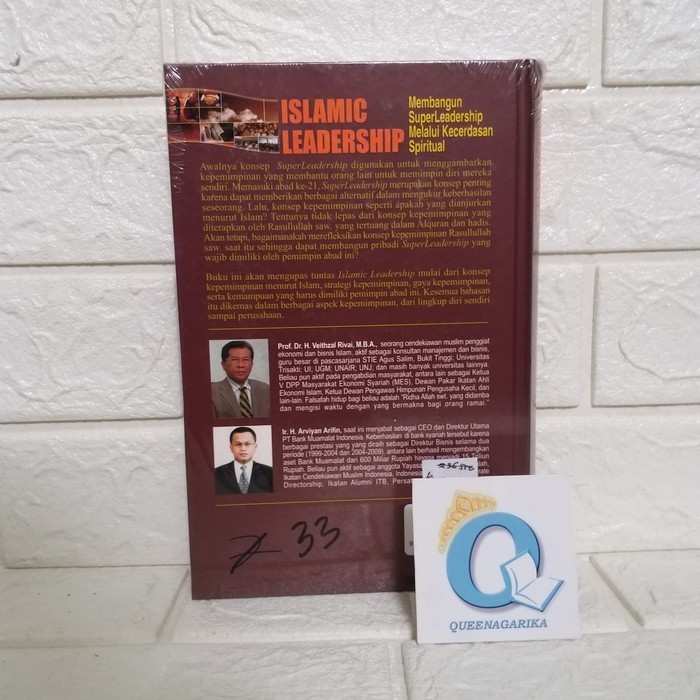 ISLAMIC
LEADERSHIP
Membangun
SuperLeadership
Melalui Kecerdasan
Spiritual
Awalnya konsep SuperLeadership digunakan untuk menggambarkan
kepemimpinan yang membantu orang lain untuk memimpin diri mereka
sendiri. Memasuki abad ke-21, SuperLeadership merupakan konsep penting
karena dapat memberikan berbagai alternatif dalam mengukur keberhasilan
seseorang. Lalu, konsep kepemimpinan seperti apakah yang dianjurkan
menurut Islam? Tentunya tidak lepas dari konsep kepemimpinan yang
diterapkan oleh Rasullullah saw. yang tertuang dalam Alquran dan hadis.
Akan tetapi, bagaimanakah merefleksikan konsep kepemimpinan Rasullullah
saw. saat itu sehingga dapat membangun pribadi SuperLeadership yang
wajib dimiliki oleh pemimpin abad ini?
Buku ini akan mengupas tuntas Islamic Leadership mulai dari konsep
kepemimpinan menurut Islam, strategi kepemimpinan, gaya kepemimpinan,
serta kemampuan yang harus dimiliki pemimpin abad ini. Kesemua bahasan
itu dikemas dalam berbagai aspek kepemimpinan, dari lingkup diri sendiri
sampai perusahaan.
Prof. Dr. H. Veithzal Rivai, M.B.A., seorang cendekiawan muslim penggiat
ekonomi dan bisnis Islam, aktif sebagai konsultan manajemen dan bisnis,
guru besar di pascasarjana STIE Agus Salim, Bukit Tinggi; Universitas
Trisakti; UI; UGM; UNAIR; UNJ; dan masih banyak universitas lainnya.
Beliau pun aktif pada pengabdian masyarakat, antara lain sebagai Ketua
V DPP Masyarakat Ekonomi Syariah (MES), Dewan Pakar Ikatan Ahli
Ekonomi Islam, Ketua Dewan Pengawas Himpunan Pengusaha Kecil, dan
lain-lain. Falsafah hidup bagi beliau adalah "Ridha Allah swt. yang didamba
dan mengisi waktu dengan yang bermakna bagi orang ramai."
Ir. H. Arviyan Arifin, saat ini menjabat sebagai CEO dan Direktur Utama
PT Bank Muamalat Indonesia. Keberhasilan di bank syariah tersebut karena
berbagai prestasi yang yang diraih sebagai Direktur Bisnis selama dua
periode (1999-2004 dan 2004-2009), antara lain berhasil mengembangkan
aset Bank Muamalat dari 600 Miliar Rupiah hingga menjadi 15 Triliun
Rupiah. Beliau pun aktif sebagai anggota Yayasan
Ikatan Cendekiawan Muslim Indonesia, Indonesia
Directorship, Ikatan Alumni ITB,
33
QUEENAGARIKA